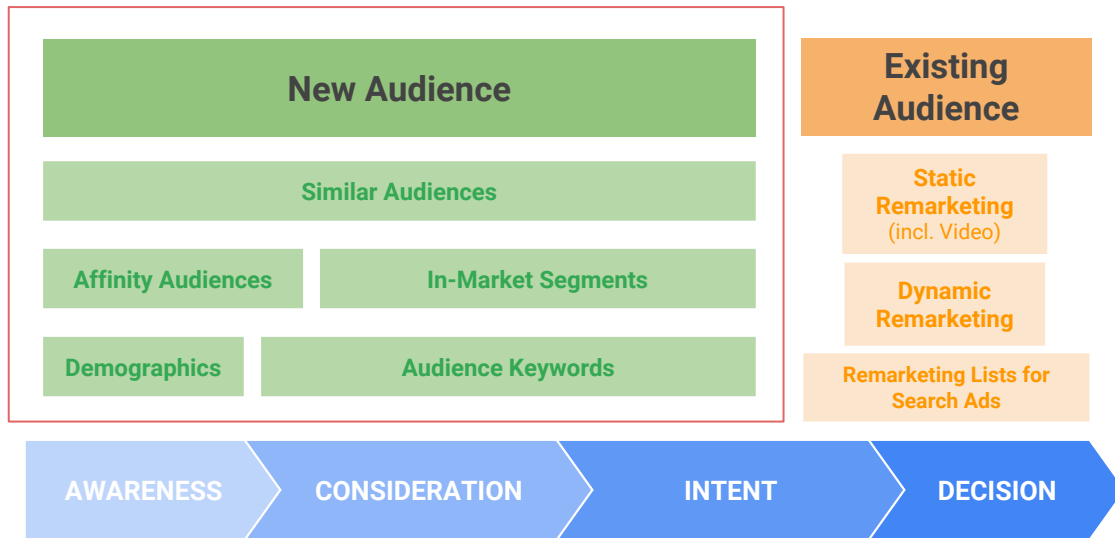 New Audience
Existing
Audience
Similar Audiences
Static
Remarketing
(incl. Video)
Affinity Audiences
In-Market Segments
Dynamic
Remarketing
Demographics
Audience Keywords
Remarketing Lists for
Search Ads
AWARENESS
CONSIDERATION
INTENT
DECISION